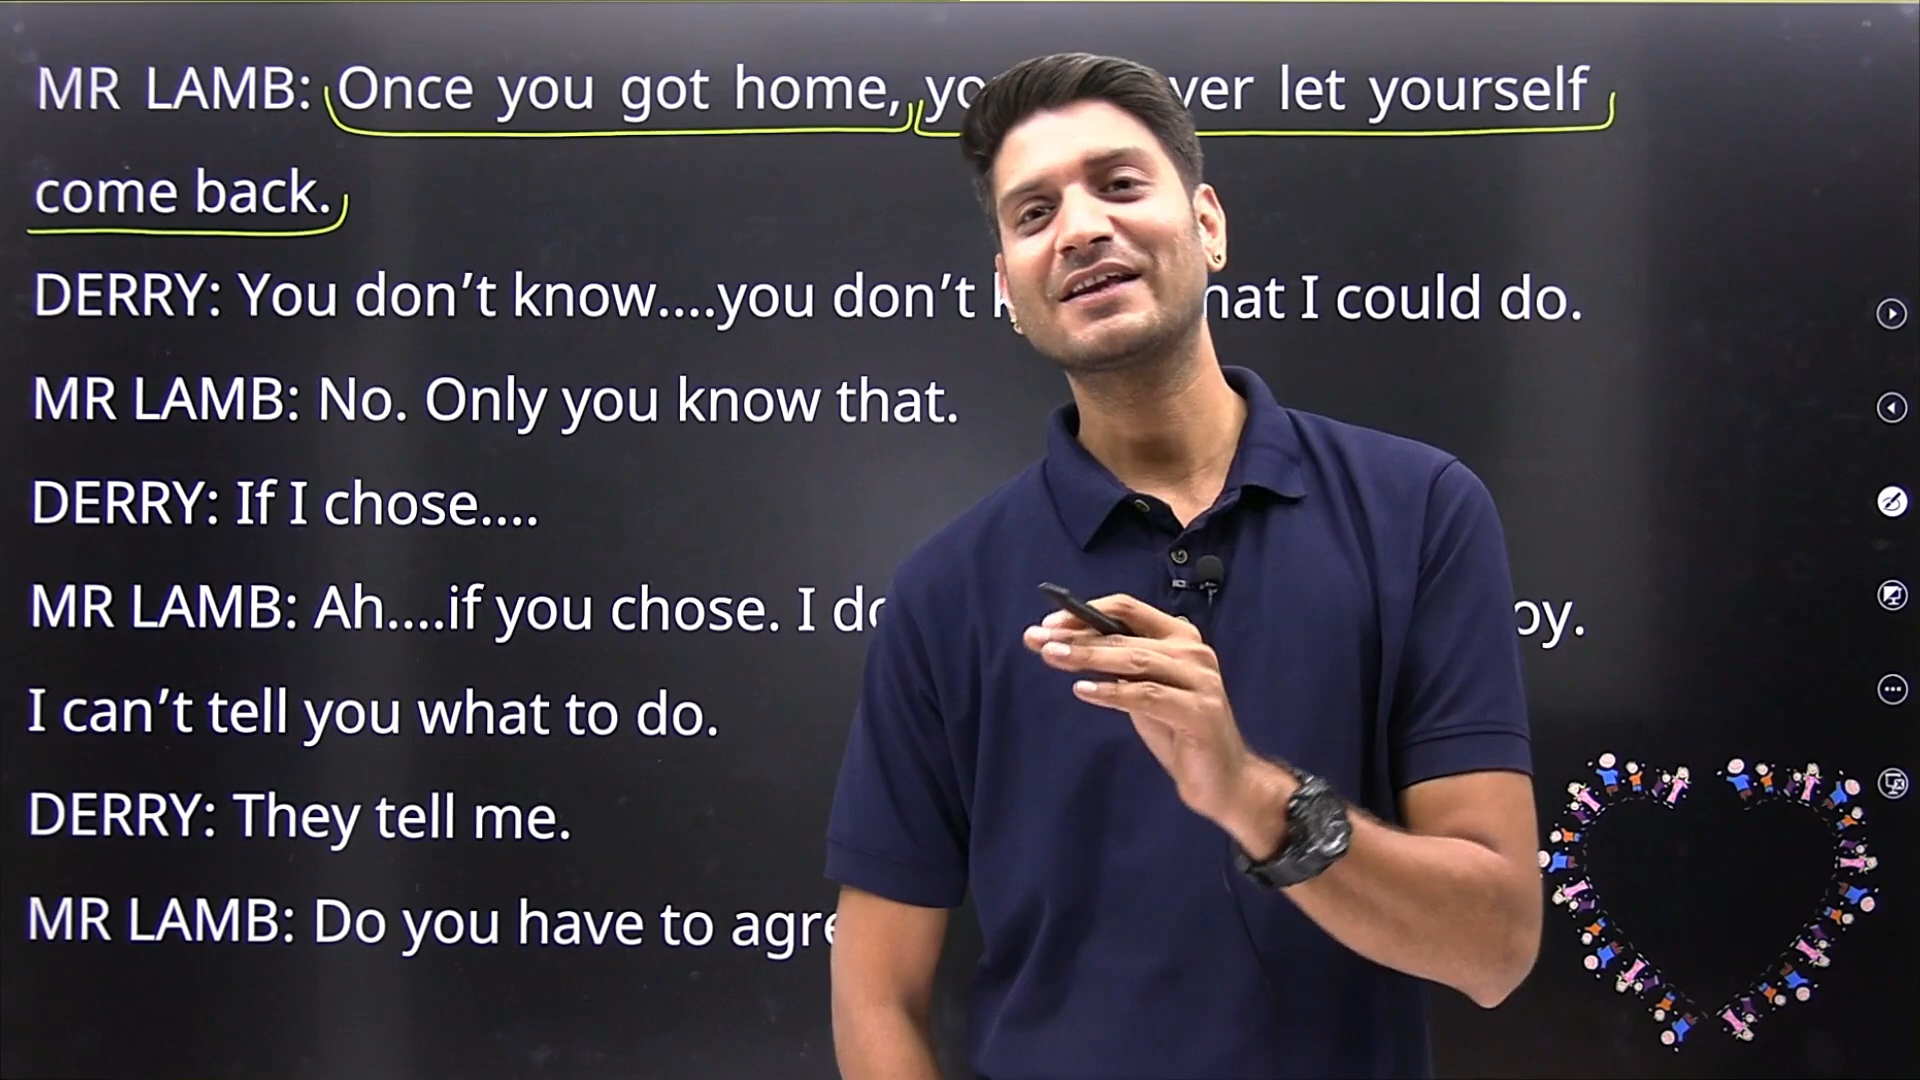 MR LAMB: Once you got home, ver let yourself
come back.
DERRY: You don’t know....you don’t hat I could do.
MR LAMB: No. Only you know that.
DERRY: If I chose....
MR LAMB: Ah....if you chose. I oy.
I can’t tell you what to do.
DERRY: They tell me.
MR LAMB: Do you have to